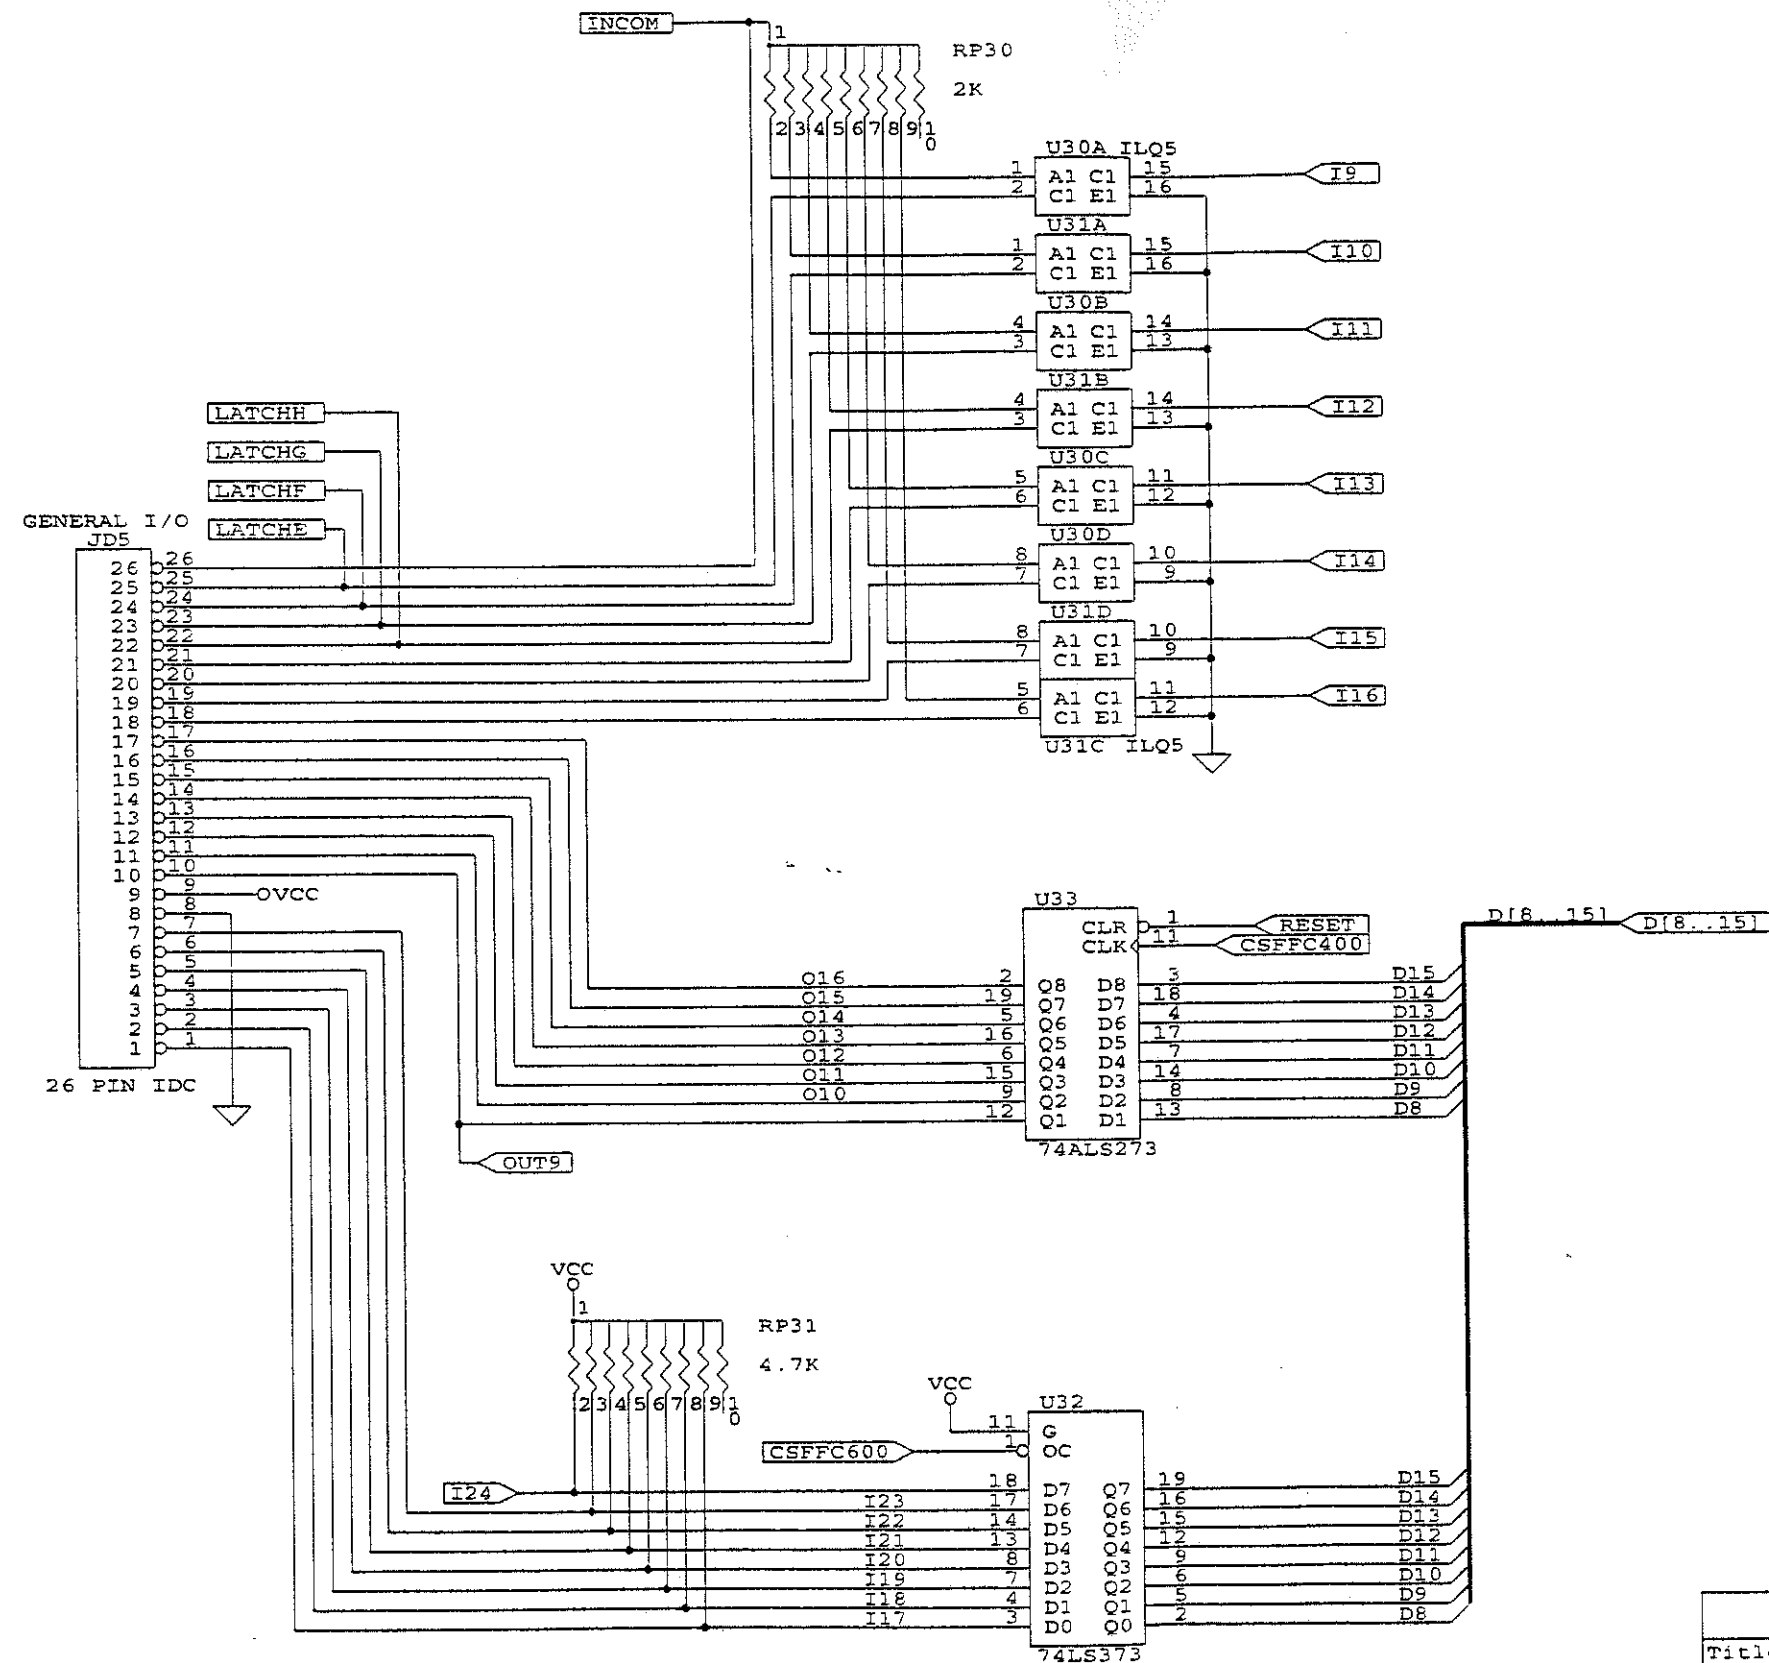 INCOM
1
RP30
2K
2 3 4 5 6 7 8 9 10
U30A ILQ5
1 A1 C1 15 I9
2 C1 E1 16
U31A
1 A1 C1 15 I10
2 C1 E1 16
U30B
4 A1 C1 14 I11
3 C1 E1 13
U31B
4 A1 C1 14 I12
3 C1 E1 13
U30C
5 A1 C1 11 I13
6 C1 E1 12
U30D
8 A1 C1 10 I14
7 C1 E1 9
U31D
8 A1 C1 10 I15
7 C1 E1 9
5 A1 C1 11 I16
6 C1 E1 12
U31C ILQ5
LATCHH
LATCHG
LATCHF
LATCHE
GENERAL I/O
JD5
26 26
25 25
24 24
23 23
22 22
21 21
20 20
19 19
18 18
17 17
16 16
15 15
14 14
13 13
12 12
11 11
10 10
9 9 OVCC
8 8
7 7
6 6
5 5
4 4
3 3
2 2
1 1
26 PIN IDC
OUT9
U33
CLR 1 RESET
CLK 11 CSFFC400
D[8..15] D[8..15]
O16 2 Q8 D8 3 D15
O15 19 Q7 D7 18 D14
O14 5 Q6 D6 4 D13
O13 16 Q5 D5 17 D12
O12 6 Q4 D4 7 D11
O11 15 Q3 D3 14 D10
O10 9 Q2 D2 8 D9
12 Q1 D1 13 D8
74ALS273
VCC
1
RP31
4.7K
2 3 4 5 6 7 8 9 10
VCC
U32
11 G
CSFFC600 1 OC
I24 18 D7 Q7 19 D15
I23 17 D6 Q6 16 D14
I22 14 D5 Q5 15 D13
I21 13 D4 Q4 12 D12
I20 8 D3 Q3 9 D11
I19 7 D2 Q2 6 D10
I18 4 D1 Q1 5 D9
I17 3 D0 Q0 2 D8
74LS373